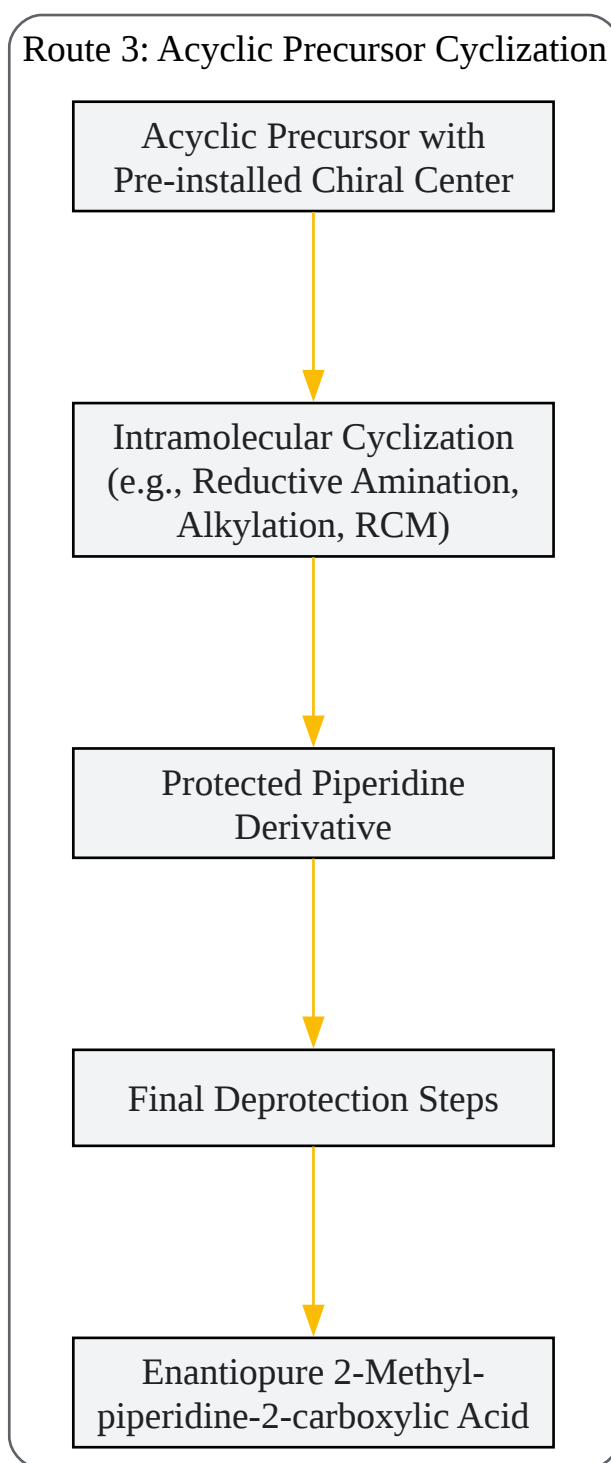 Route 3: Acyclic Precursor Cyclization
Acyclic Precursor with
Pre-installed Chiral Center
Intramolecular Cyclization
(e.g., Reductive Amination,
Alkylation, RCM)
Protected Piperidine
Derivative
Final Deprotection Steps
Enantiopure 2-Methyl-
piperidine-2-carboxylic Acid